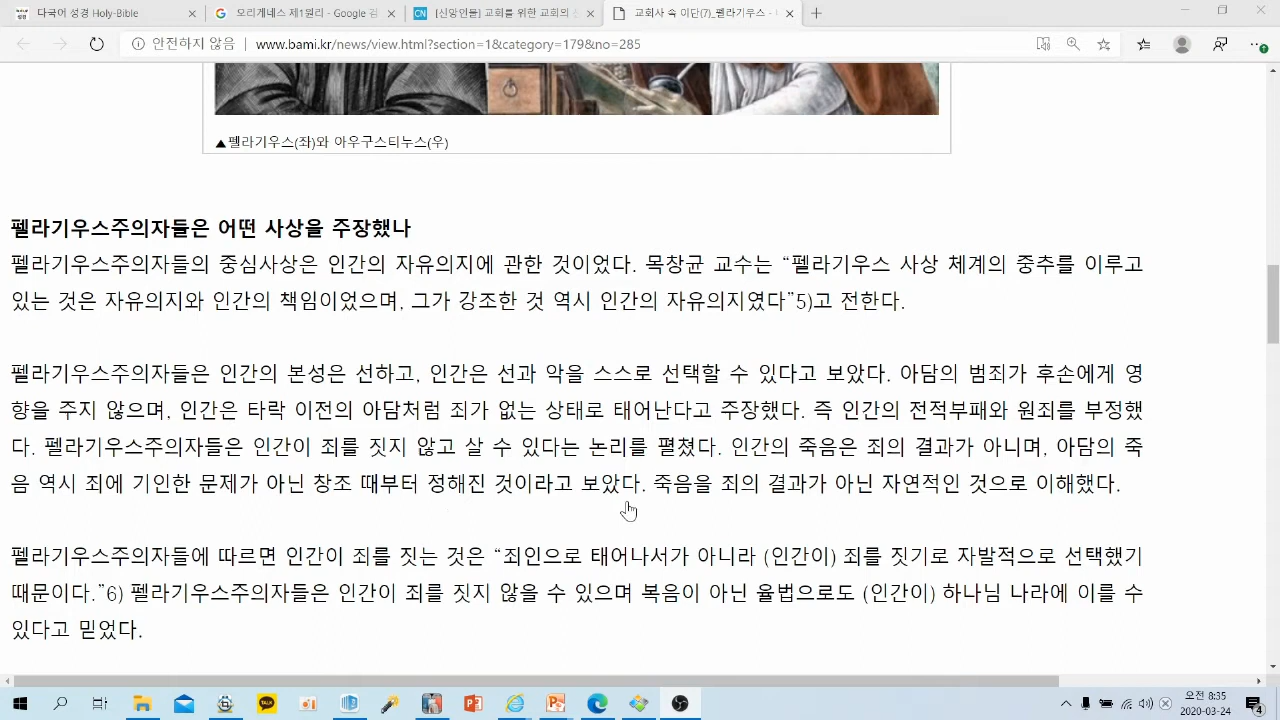 다국어 성경 Holy-Bible
오리게네스 제1원리 - Google 검
[신앙인물] 교회를 위한 교회의
교회사 속 이단(7)_펠라기우스 -
안전하지 않음
www.bami.kr/news/view.html?section=1&category=179&no=285
▲펠라기우스(좌)와 아우구스티누스(우)
펠라기우스주의자들은 어떤 사상을 주장했나
펠라기우스주의자들의 중심사상은 인간의 자유의지에 관한 것이었다. 목창균 교수는 “펠라기우스 사상 체계의 중추를 이루고
있는 것은 자유의지와 인간의 책임이었으며, 그가 강조한 것 역시 인간의 자유의지였다”5)고 전한다.
펠라기우스주의자들은 인간의 본성은 선하고, 인간은 선과 악을 스스로 선택할 수 있다고 보았다. 아담의 범죄가 후손에게 영
향을 주지 않으며, 인간은 타락 이전의 아담처럼 죄가 없는 상태로 태어난다고 주장했다. 즉 인간의 전적부패와 원죄를 부정했
다. 펠라기우스주의자들은 인간이 죄를 짓지 않고 살 수 있다는 논리를 펼쳤다. 인간의 죽음은 죄의 결과가 아니며, 아담의 죽
음 역시 죄에 기인한 문제가 아닌 창조 때부터 정해진 것이라고 보았다. 죽음을 죄의 결과가 아닌 자연적인 것으로 이해했다.
펠라기우스주의자들에 따르면 인간이 죄를 짓는 것은 “죄인으로 태어나서가 아니라 (인간이) 죄를 짓기로 자발적으로 선택했기
때문이다.”6) 펠라기우스주의자들은 인간이 죄를 짓지 않을 수 있으며 복음이 아닌 율법으로도 (인간이) 하나님 나라에 이를 수
있다고 믿었다.
오전 8:35
2020-03-24